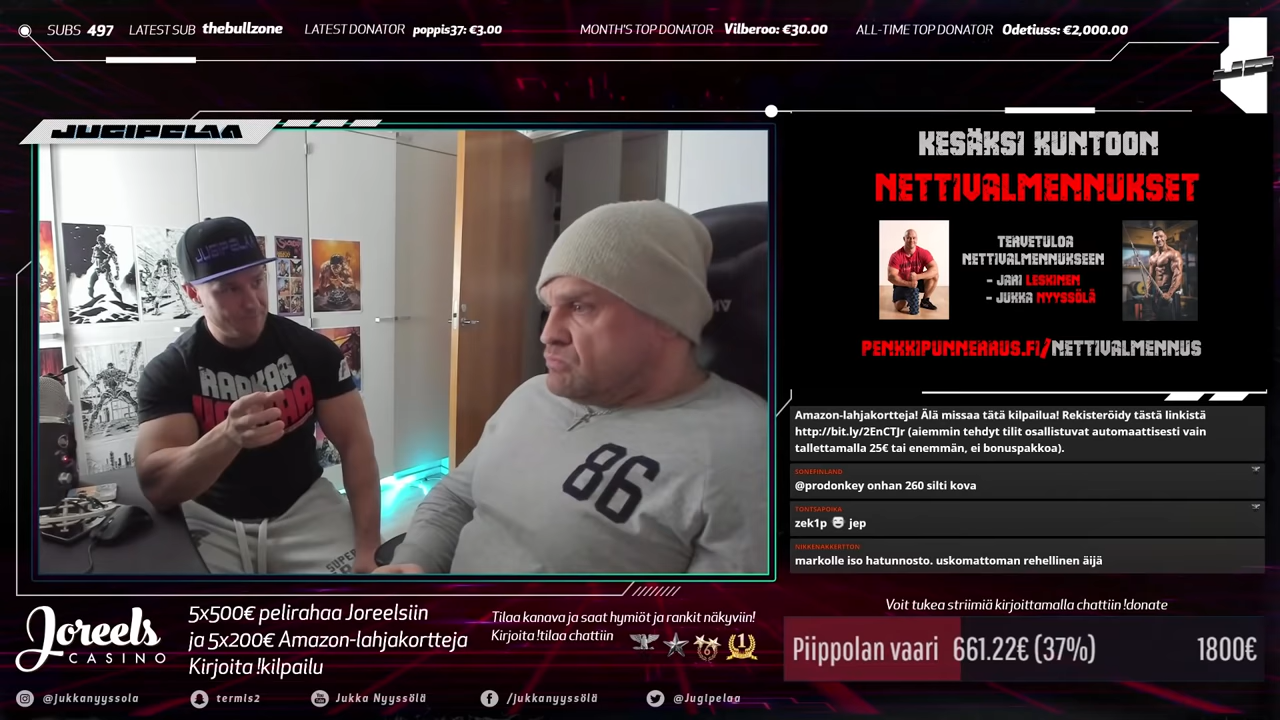 SUBS 497 LATEST SUB thebullzone LATEST DONATOR poppis37: €3.00 MONTH'S TOP DONATOR Vilberoo: €30.00 ALL-TIME TOP DONATOR Odetiuss: €2,000.00
JUGIPELAA
KESÄKSI KUNTOON
NETTIVALMENNUKSET
TERVETULOA
NETTIVALMENNUKSEEN
- JARI LESKINEN
- JUKKA NYYSSÖLÄ
PENKKIPUNNERRUS.FI/NETTIVALMENNUS
JUGIPELAA
RAAKAA
86
SUPER
Amazon-lahjakortteja! Älä missaa tätä kilpailua! Rekisteröidy tästä linkistä
http://bit.ly/2EnCTJr (aiemmin tehdyt tilit osallistuvat automaattisesti vain
tallettamalla 25€ tai enemmän, ei bonuspakkoa).
SONEFINLAND
@prodonkey onhan 260 silti kova
TONTSAPOIKA
zek1p jep
NIKKENAKKERTTON
markolle iso hatunnosto. uskomattoman rehellinen äijä
Joreels
CASINO
5x500€ pelirahaa Joreelsiin
ja 5x200€ Amazon-lahjakortteja
Kirjoita !kilpailu
Tilaa kanava ja saat hymiöt ja rankit näkyviin!
Kirjoita !tilaa chattiin
6 1
Voit tukea striimiä kirjoittamalla chattiin !donate
Piippolan vaari 661.22€ (37%) 1800€
@jukkanyyssola termis2 Jukka Nyyssölä /jukkanyyssölä @Jugipelaa